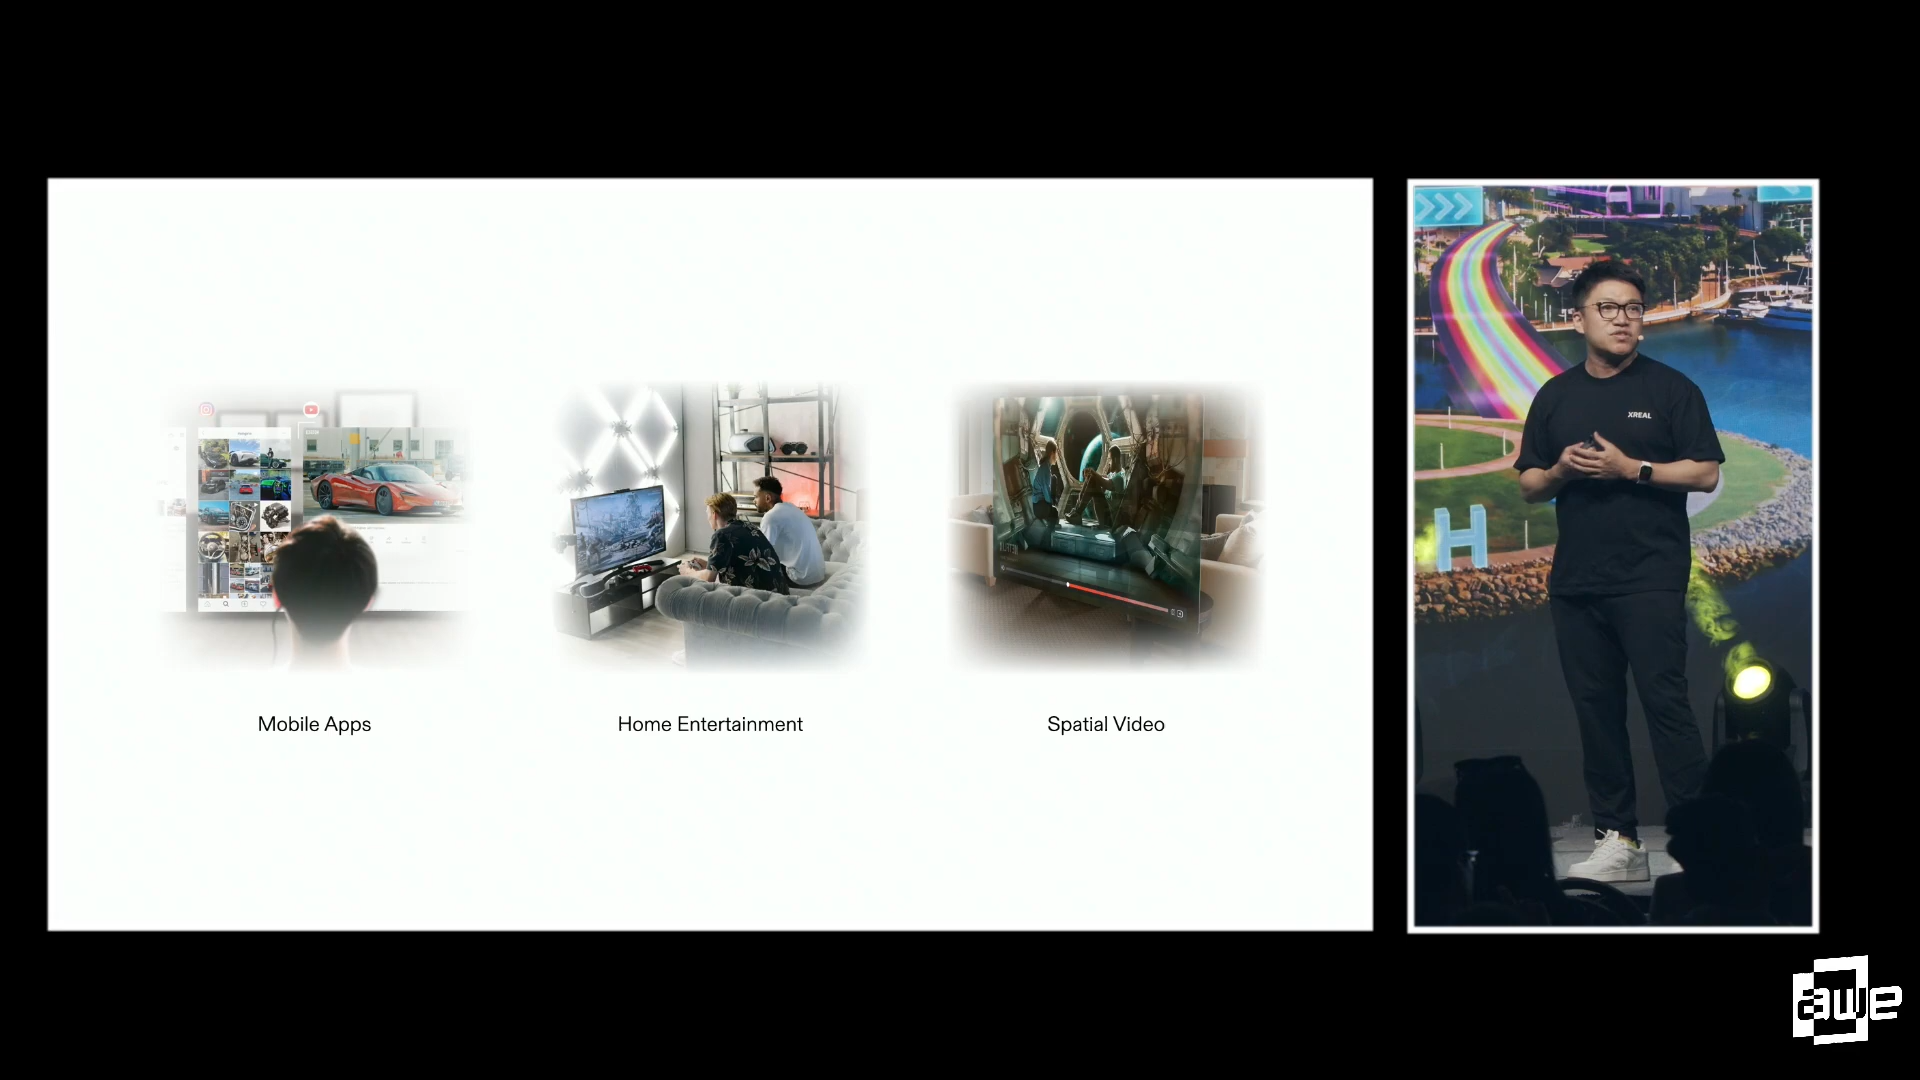 Mobile Apps
Home Entertainment
Spatial Video
XREAL
H
awe